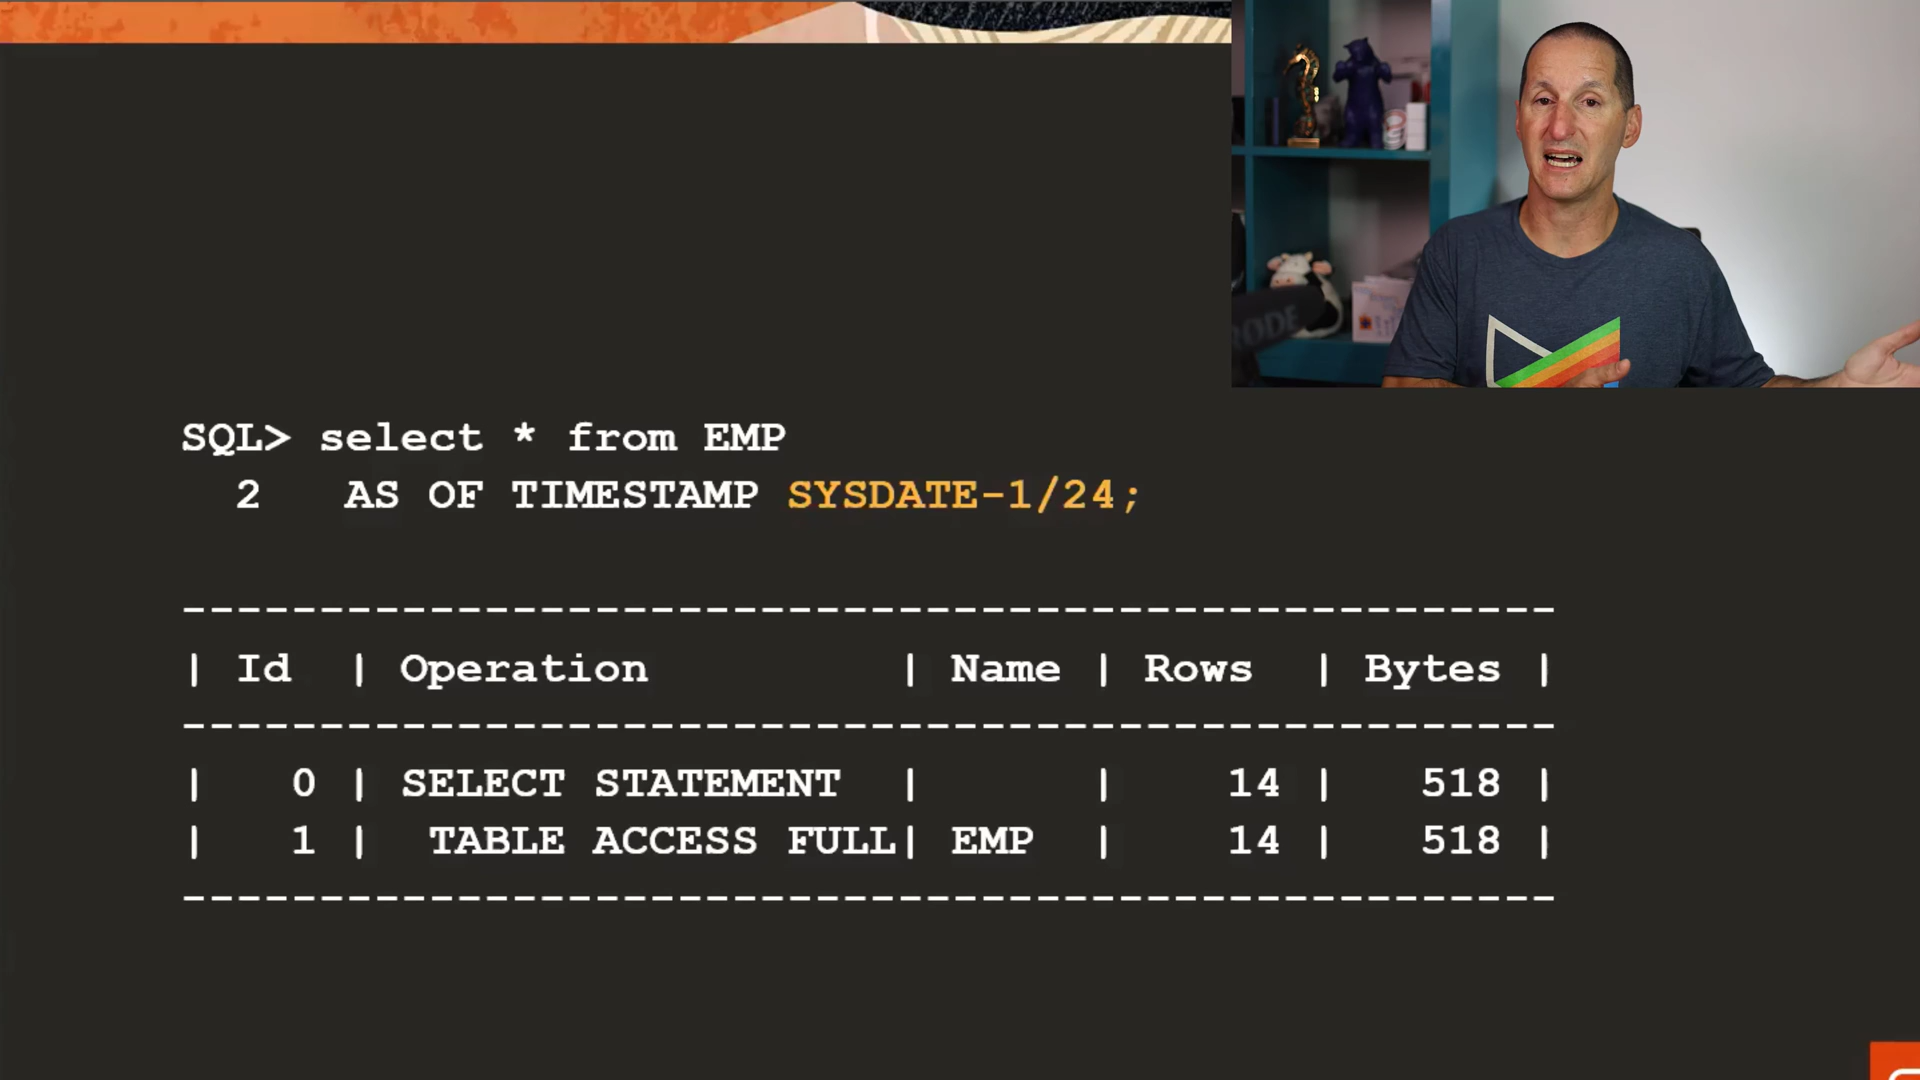 SQL> select * from EMP
2 AS OF TIMESTAMP SYSDATE-1/24;
-------------------------------------------------- 
| Id | Operation | Name | Rows | Bytes |
--------------------------------------------------
| 0 | SELECT STATEMENT | | 14 | 518 |
| 1 | TABLE ACCESS FULL| EMP | 14 | 518 |
--------------------------------------------------
RODE